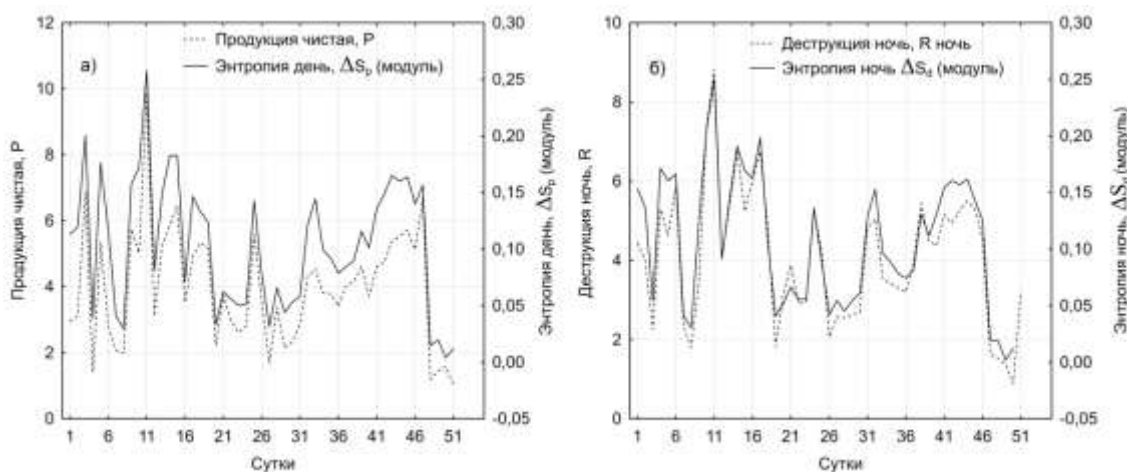 а)
Продукция чистая, P
Энтропия день, ΔSp (модуль)
Продукция чистая, P
12
10
8
6
4
2
0
0,30
0,25
0,20
0,15
0,10
0,05
0,00
-0,05
Энтропия день, ΔSp (модуль)
1 6 11 16 21 26 31 36 41 46 51
Сутки
б)
Деструкция ночь, R ночь
Энтропия ночь ΔSd (модуль)
Деструкция ночь, R
10
8
6
4
2
0
0,30
0,25
0,20
0,15
0,10
0,05
0,00
-0,05
Энтропия ночь, ΔSd (модуль)
1 6 11 16 21 26 31 36 41 46 51
Сутки